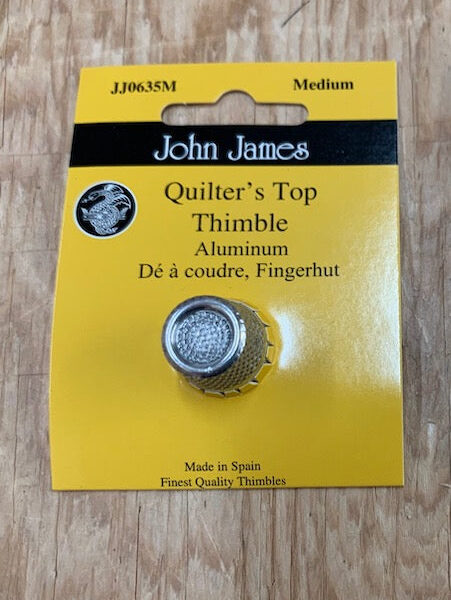 JJ0635M Medium
John James
Quilter's Top
Thimble
Aluminum
Dé à coudre, Fingerhut
Made in Spain
Finest Quality Thimbles